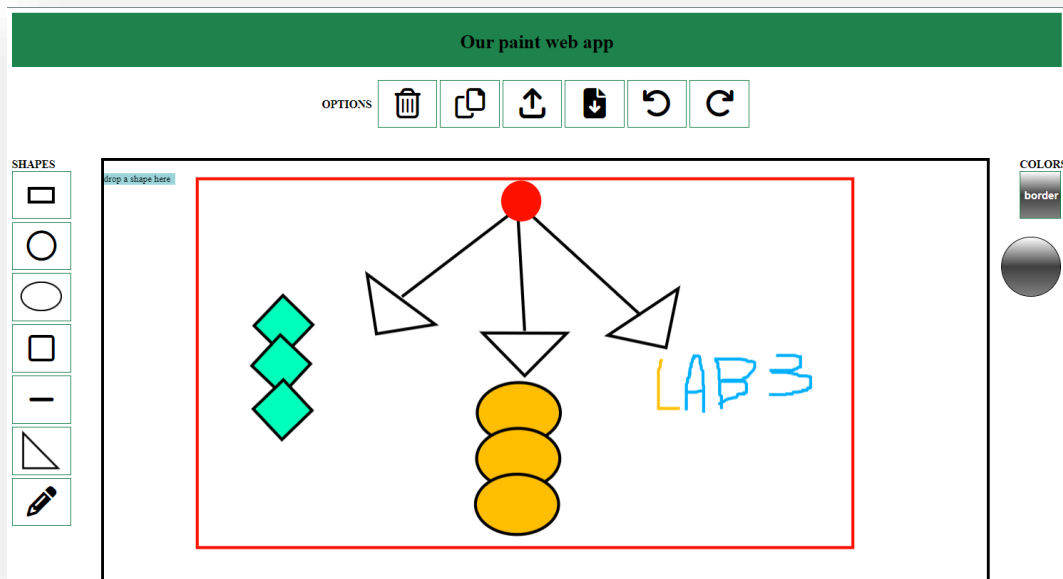 Our paint web app
OPTIONS
SHAPES
COLORS
drop a shape here
border
LAB3